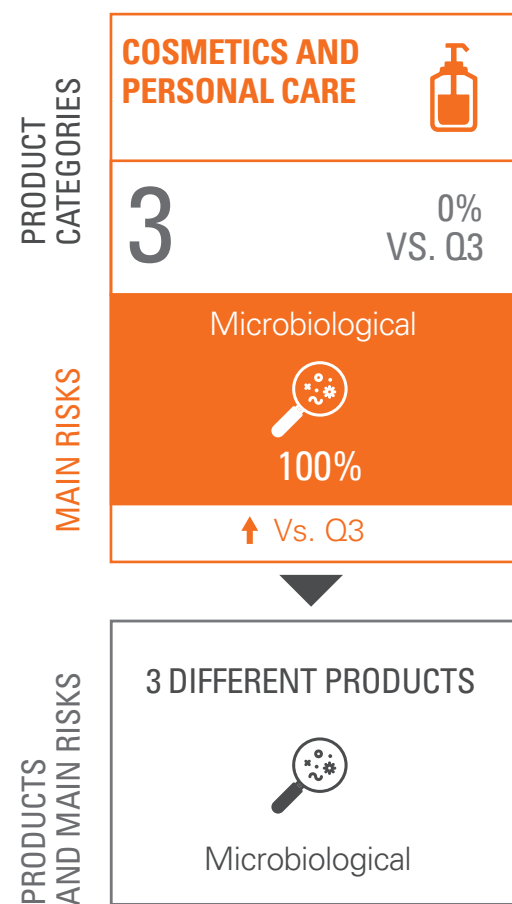 PRODUCT
CATEGORIES
COSMETICS AND
PERSONAL CARE
3
0%
VS. Q3
MAIN RISKS
Microbiological
100%
Vs. Q3
PRODUCTS
AND MAIN RISKS
3 DIFFERENT PRODUCTS
Microbiological